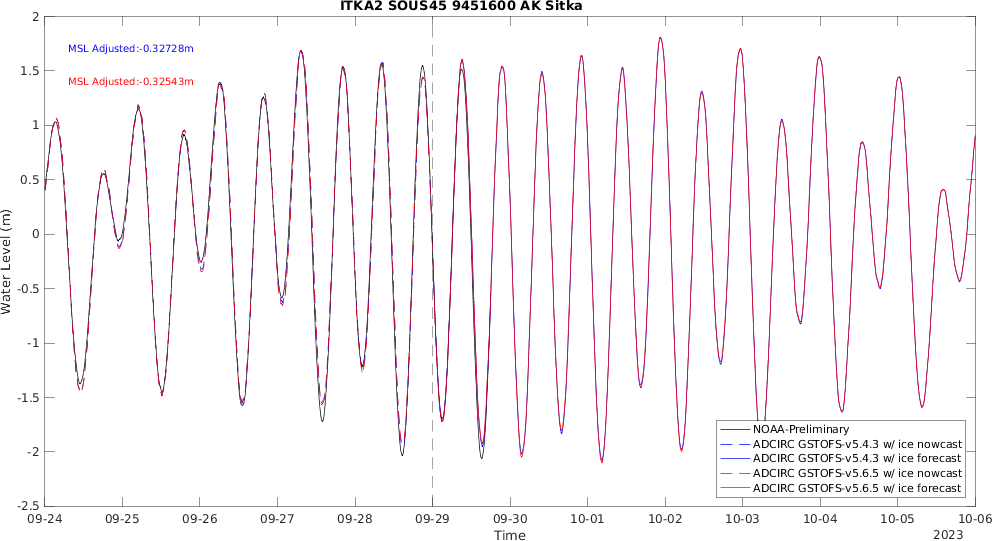 ITKA2 SOUS45 9451600 AK Sitka
2
MSL Adjusted:-0.32728m
1.5
MSL Adjusted:-0.32543m
1
0.5
0
-0.5
-1
-1.5
-2
-2.5
Water Level (m)
NOAA-Preliminary
ADCIRC GSTOFS-v5.4.3 w/ ice nowcast
ADCIRC GSTOFS-v5.4.3 w/ ice forecast
ADCIRC GSTOFS-v5.6.5 w/ ice nowcast
ADCIRC GSTOFS-v5.6.5 w/ ice forecast
09-24 09-25 09-26 09-27 09-28 09-29 09-30 10-01 10-02 10-03 10-04 10-05 10-06
Time
2023